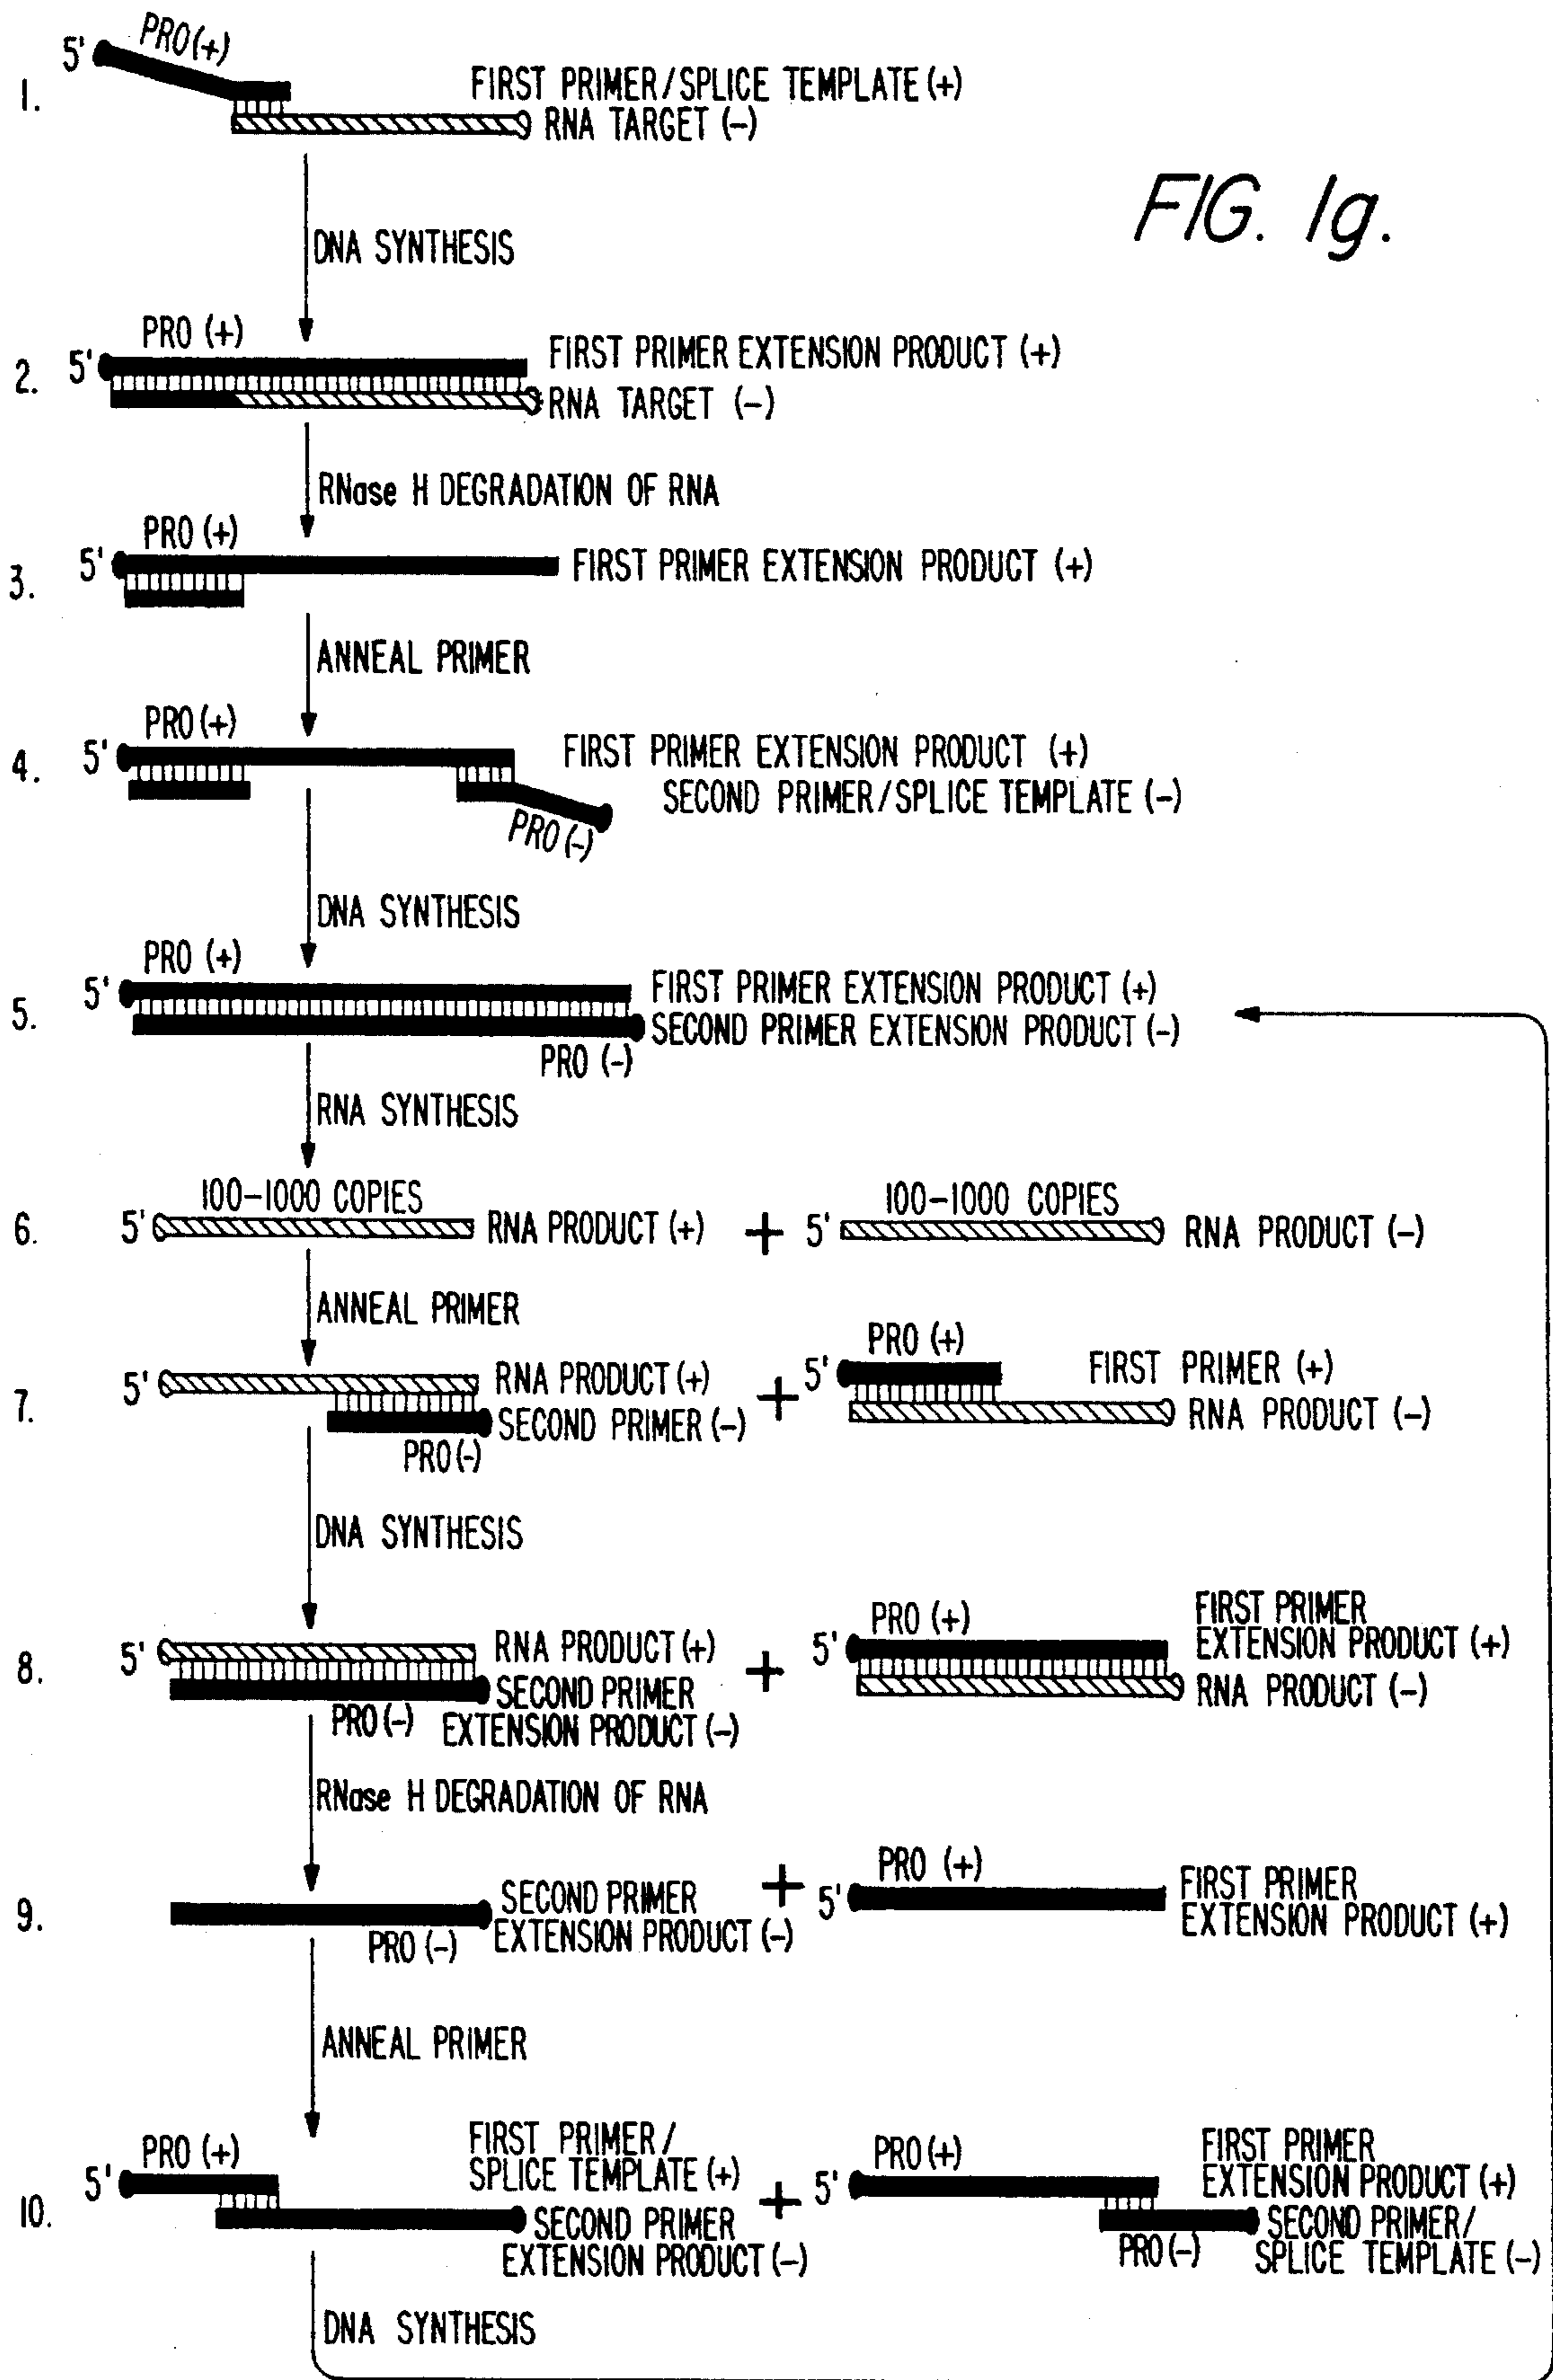 FIG. 1g.
1.
5'
PRO (+)
FIRST PRIMER/SPLICE TEMPLATE (+)
RNA TARGET (-)
DNA SYNTHESIS
2.
5'
PRO (+)
FIRST PRIMER EXTENSION PRODUCT (+)
RNA TARGET (-)
RNase H DEGRADATION OF RNA
3.
5'
PRO (+)
FIRST PRIMER EXTENSION PRODUCT (+)
ANNEAL PRIMER
4.
5'
PRO (+)
FIRST PRIMER EXTENSION PRODUCT (+)
SECOND PRIMER/SPLICE TEMPLATE (-)
PRO (-)
DNA SYNTHESIS
5.
5'
PRO (+)
FIRST PRIMER EXTENSION PRODUCT (+)
SECOND PRIMER EXTENSION PRODUCT (-)
PRO (-)
RNA SYNTHESIS
6.
100-1000 COPIES
5'
RNA PRODUCT (+)
+
100-1000 COPIES
5'
RNA PRODUCT (-)
ANNEAL PRIMER
7.
5'
RNA PRODUCT (+)
SECOND PRIMER (-)
PRO (-)
+
PRO (+)
5'
FIRST PRIMER (+)
RNA PRODUCT (-)
DNA SYNTHESIS
8.
5'
RNA PRODUCT (+)
SECOND PRIMER
EXTENSION PRODUCT (-)
PRO (-)
+
PRO (+)
5'
FIRST PRIMER
EXTENSION PRODUCT (+)
RNA PRODUCT (-)
RNase H DEGRADATION OF RNA
9.
SECOND PRIMER
EXTENSION PRODUCT (-)
PRO (-)
+
PRO (+)
5'
FIRST PRIMER
EXTENSION PRODUCT (+)
ANNEAL PRIMER
10.
PRO (+)
5'
FIRST PRIMER/
SPLICE TEMPLATE (+)
SECOND PRIMER
EXTENSION PRODUCT (-)
+
PRO (+)
5'
FIRST PRIMER
EXTENSION PRODUCT (+)
SECOND PRIMER/
SPLICE TEMPLATE (-)
PRO (-)
DNA SYNTHESIS